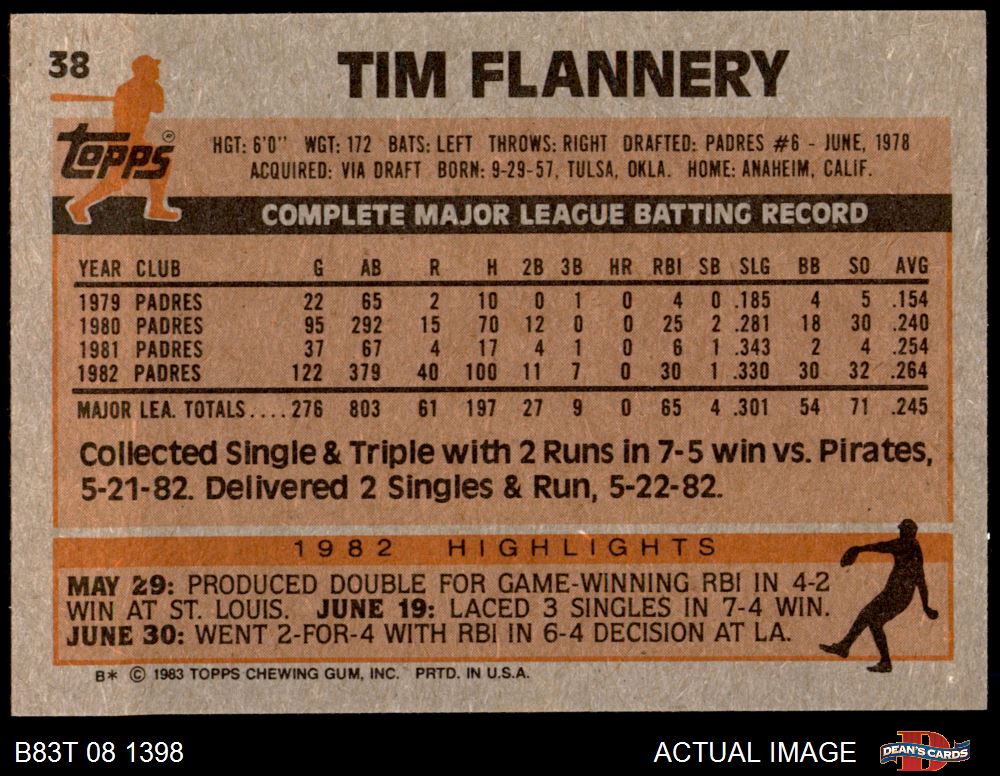 38
TIM FLANNERY
topps ®
HGT: 6'0" WGT: 172 BATS: LEFT THROWS: RIGHT DRAFTED: PADRES #6 - JUNE, 1978
ACQUIRED: VIA DRAFT BORN: 9-29-57, TULSA, OKLA. HOME: ANAHEIM, CALIF.
COMPLETE MAJOR LEAGUE BATTING RECORD
YEAR CLUB G AB R H 2B 3B HR RBI SB SLG BB SO AVG
1979 PADRES 22 65 2 10 0 1 0 4 0 .185 4 5 .154
1980 PADRES 95 292 15 70 12 0 0 25 2 .281 18 30 .240
1981 PADRES 37 67 4 17 4 1 0 6 1 .343 2 4 .254
1982 PADRES 122 379 40 100 11 7 0 30 1 .330 30 32 .264
MAJOR LEA. TOTALS.... 276 803 61 197 27 9 0 65 4 .301 54 71 .245
Collected Single & Triple with 2 Runs in 7-5 win vs. Pirates,
5-21-82. Delivered 2 Singles & Run, 5-22-82.
1982 HIGHLIGHTS
MAY 29: PRODUCED DOUBLE FOR GAME-WINNING RBI IN 4-2
WIN AT ST. LOUIS. JUNE 19: LACED 3 SINGLES IN 7-4 WIN.
JUNE 30: WENT 2-FOR-4 WITH RBI IN 6-4 DECISION AT LA.
B* © 1983 TOPPS CHEWING GUM, INC. PRTD. IN U.S.A.
B83T 08 1398
ACTUAL IMAGE
D
DEAN'S CARDS